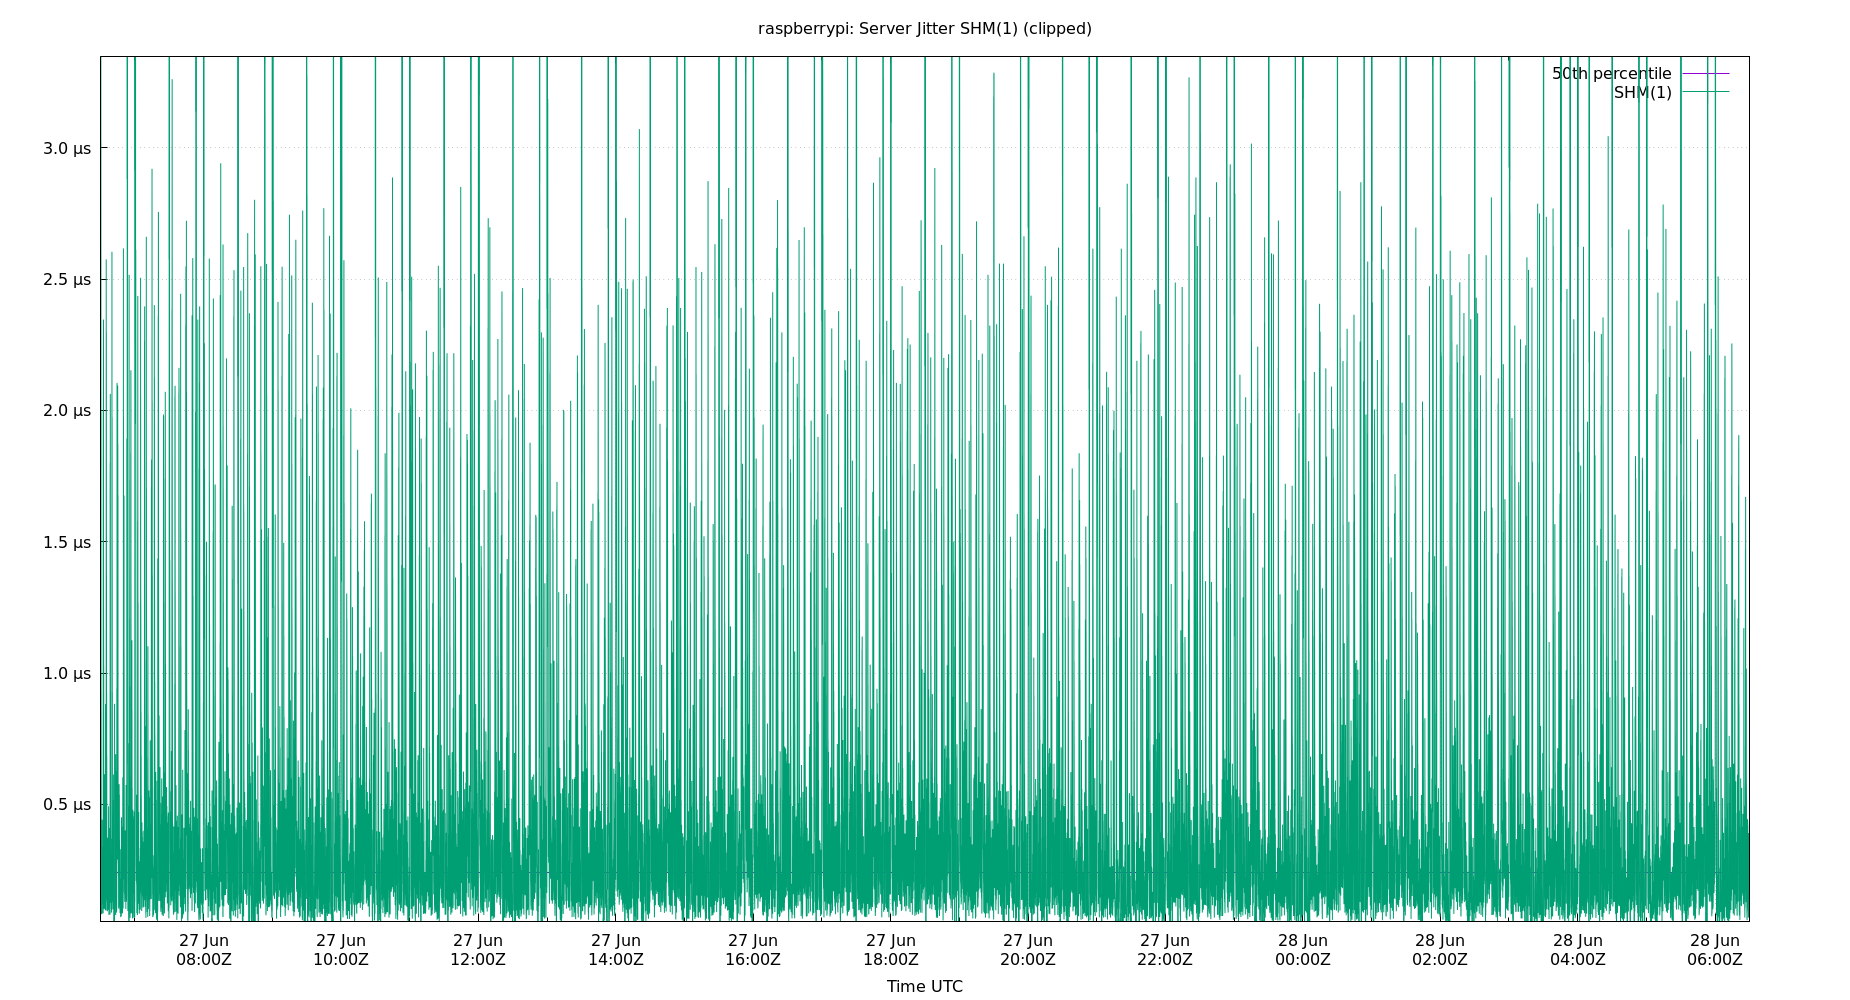 raspberrypi: Server Jitter SHM(1) (clipped)
50th percentile
SHM(1)
3.0 µs
2.5 µs
2.0 µs
1.5 µs
1.0 µs
0.5 µs
27 Jun 27 Jun 27 Jun 27 Jun 27 Jun 27 Jun 27 Jun 27 Jun 28 Jun 28 Jun 28 Jun 28 Jun
08:00Z 10:00Z 12:00Z 14:00Z 16:00Z 18:00Z 20:00Z 22:00Z 00:00Z 02:00Z 04:00Z 06:00Z
Time UTC